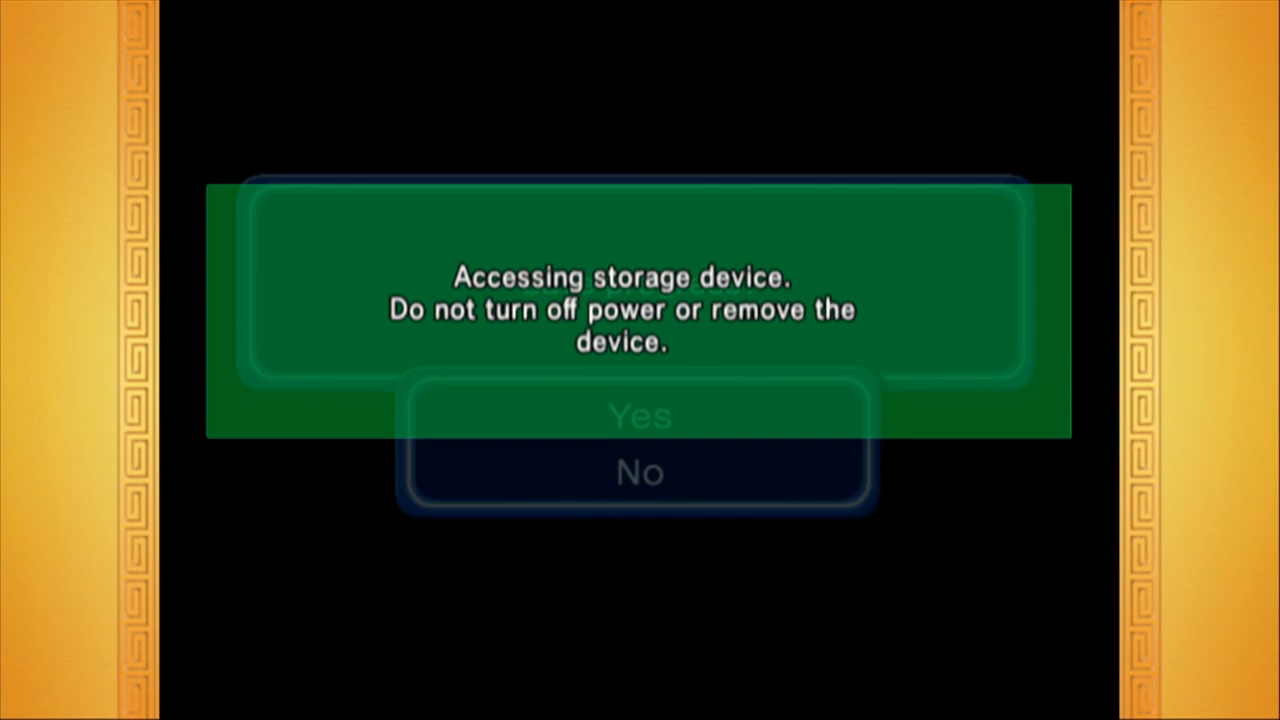 Accessing storage device.
Do not turn off power or remove the
device.
Yes
No